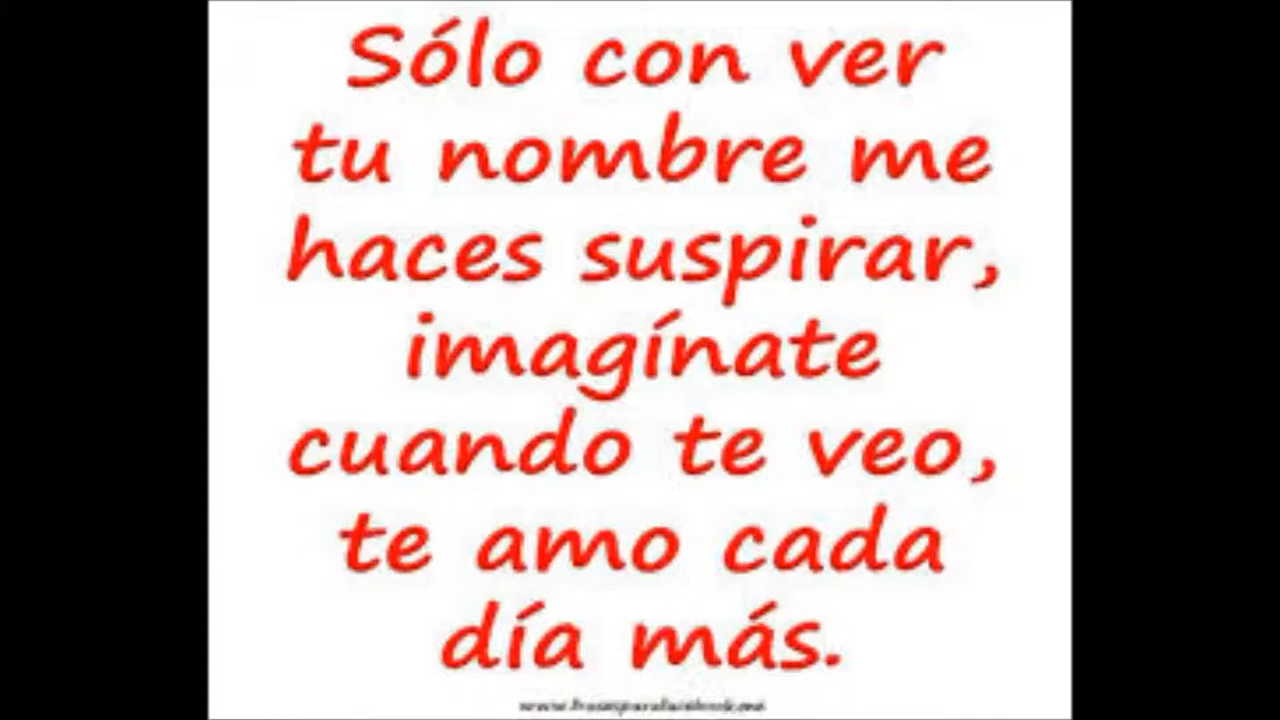 Sólo con ver
tu nombre me
haces suspirar,
imagínate
cuando te veo,
te amo cada
día más.